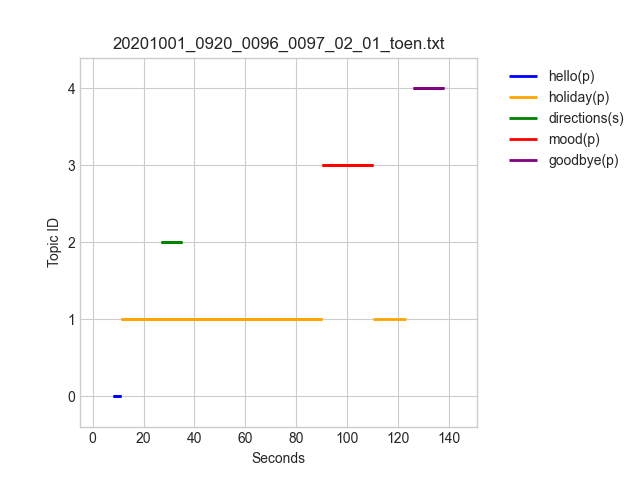 20201001_0920_0096_0097_02_01_toen.txt
hello(p)
holiday(p)
directions(s)
mood(p)
goodbye(p)
Topic ID
4
3
2
1
0
0 20 40 60 80 100 120 140
Seconds